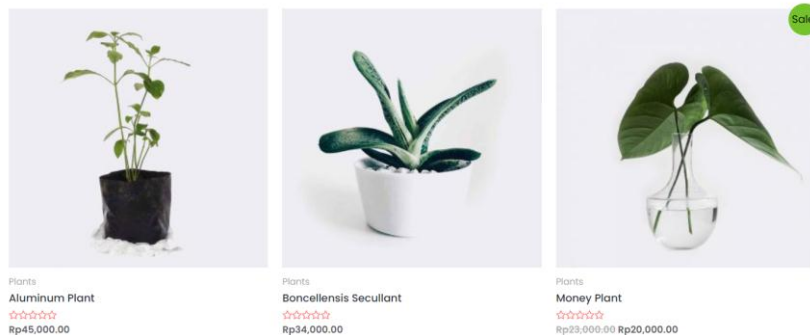 Sale
Plants
Aluminum Plant
Rp45,000.00
Plants
Boncellensis Secullant
Rp34,000.00
Plants
Money Plant
Rp23,000.00 Rp20,000.00